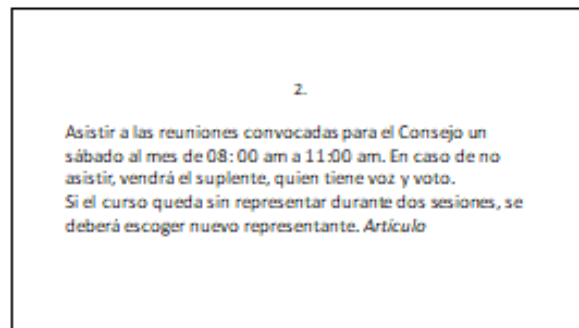 2.
Asistir a las reuniones convocadas para el Consejo un
sábado al mes de 08: 00 am a 11:00 am. En caso de no
asistir, vendrá el suplente, quien tiene voz y voto.
Si el curso queda sin representar durante dos sesiones, se
deberá escoger nuevo representante. Artículo